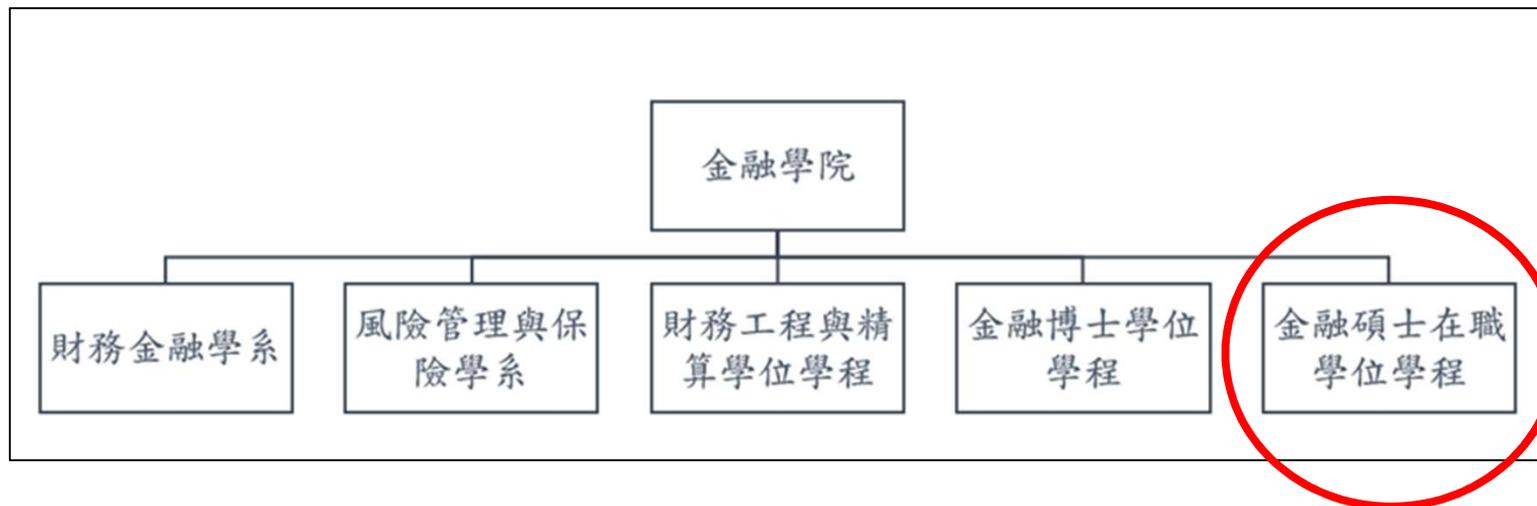 金融學院
財務金融學系
風險管理與保
險學系
財務工程與精
算學位學程
金融博士學位
學程
金融碩士在職
學位學程